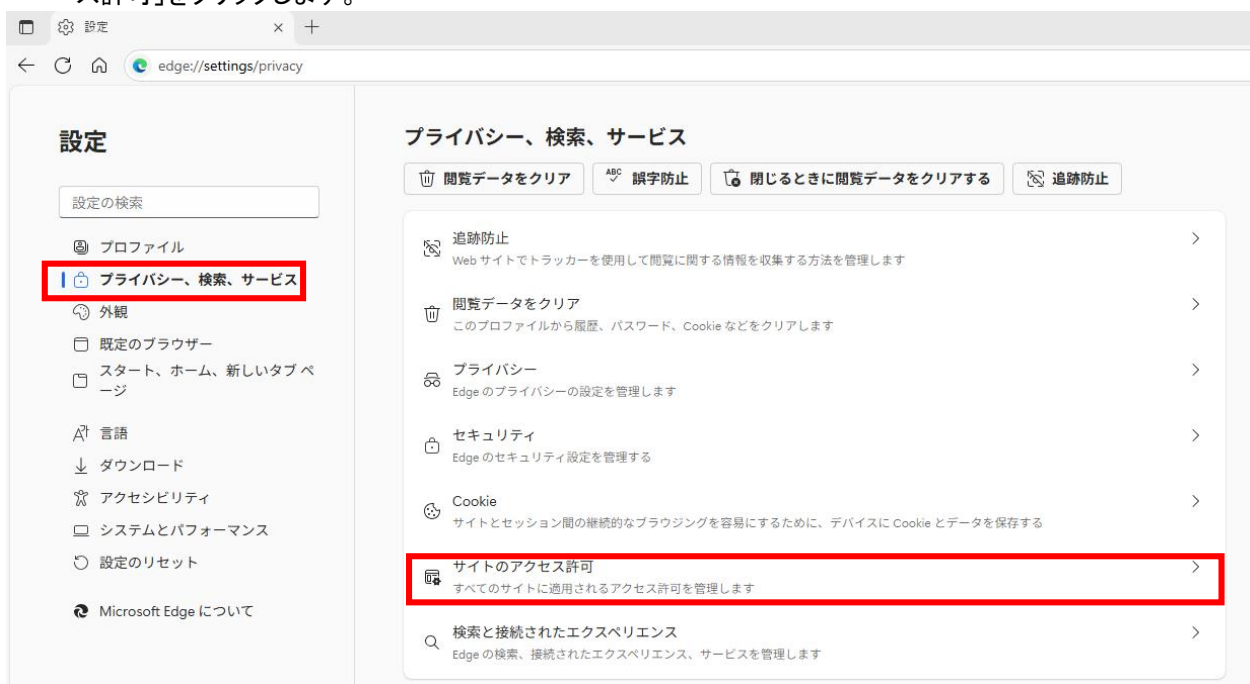 ス許可」をクリックします。
設定
edge://settings/privacy
設定
設定の検索
プロファイル
プライバシー、検索、サービス
外観
既定のブラウザー
スタート、ホーム、新しいタブ ペ
ージ
言語
ダウンロード
アクセシビリティ
システムとパフォーマンス
設定のリセット
Microsoft Edge について
プライバシー、検索、サービス
閲覧データをクリア
ABC 誤字防止
閉じるときに閲覧データをクリアする
追跡防止
追跡防止
Web サイトでトラッカーを使用して閲覧に関する情報を収集する方法を管理します
閲覧データをクリア
このプロファイルから履歴、パスワード、Cookie などをクリアします
プライバシー
Edge のプライバシーの設定を管理します
セキュリティ
Edge のセキュリティ設定を管理する
Cookie
サイトとセッション間の継続的なブラウジングを容易にするために、デバイスに Cookie とデータを保存する
サイトのアクセス許可
すべてのサイトに適用されるアクセス許可を管理します
検索と接続されたエクスペリエンス
Edge の検索、接続されたエクスペリエンス、サービスを管理します